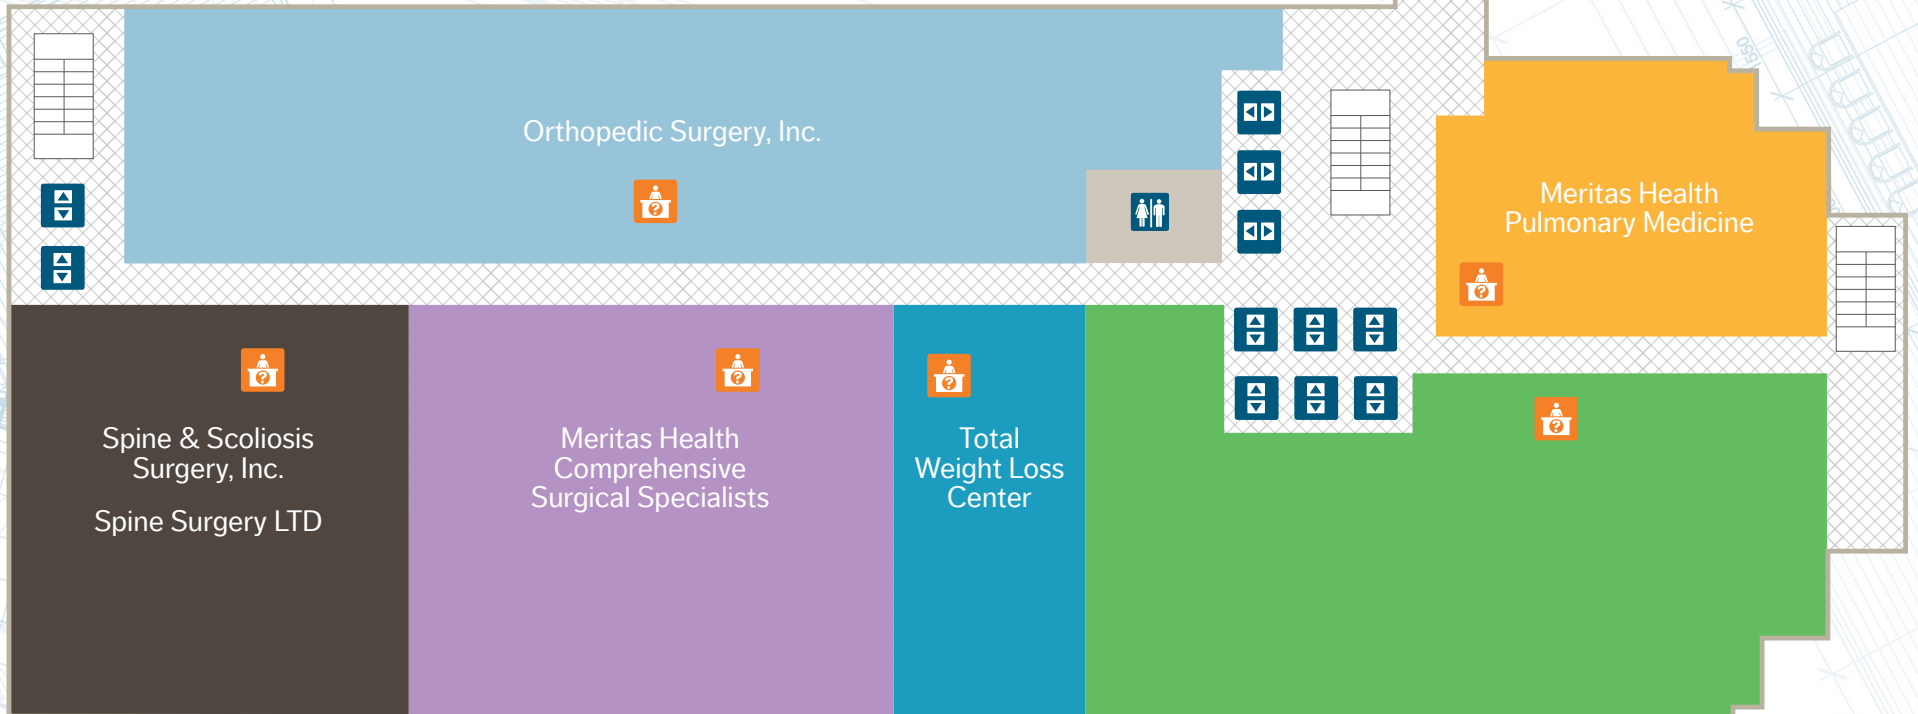 Orthopedic Surgery, Inc.
Meritas Health
Pulmonary Medicine
Spine & Scoliosis
Surgery, Inc.
Spine Surgery LTD
Meritas Health
Comprehensive
Surgical Specialists
Total
Weight Loss
Center
?
?
?
?
?
?
550